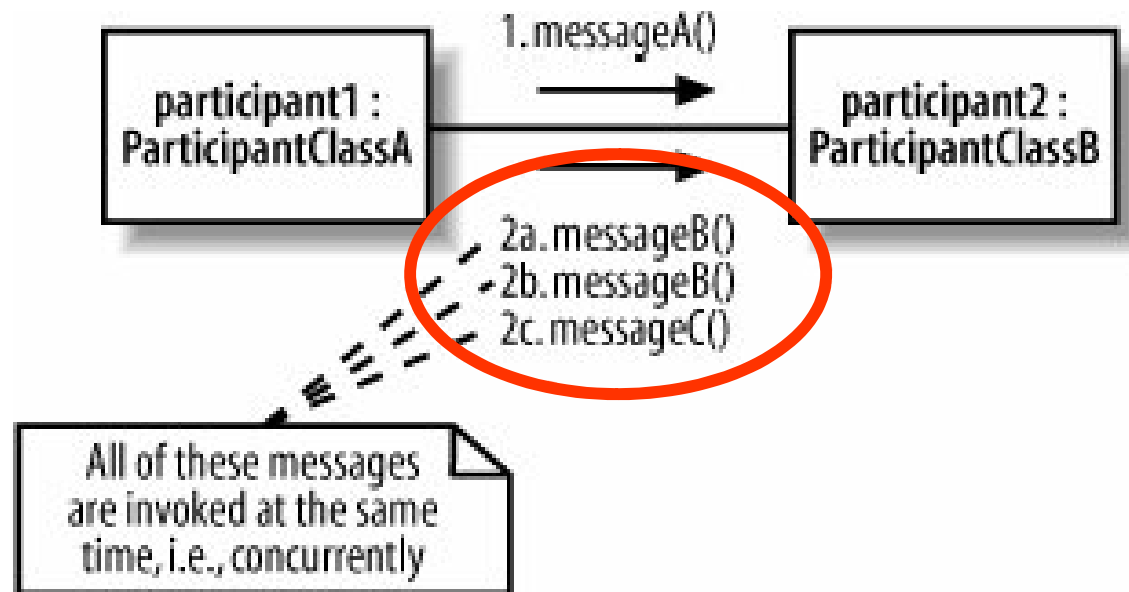 1. messageA()
participant1 :
ParticipantClassA
participant2 :
ParticipantClassB
2a. messageB()
2b. messageB()
2c. messageC()
All of these messages
are invoked at the same
time, i.e., concurrently